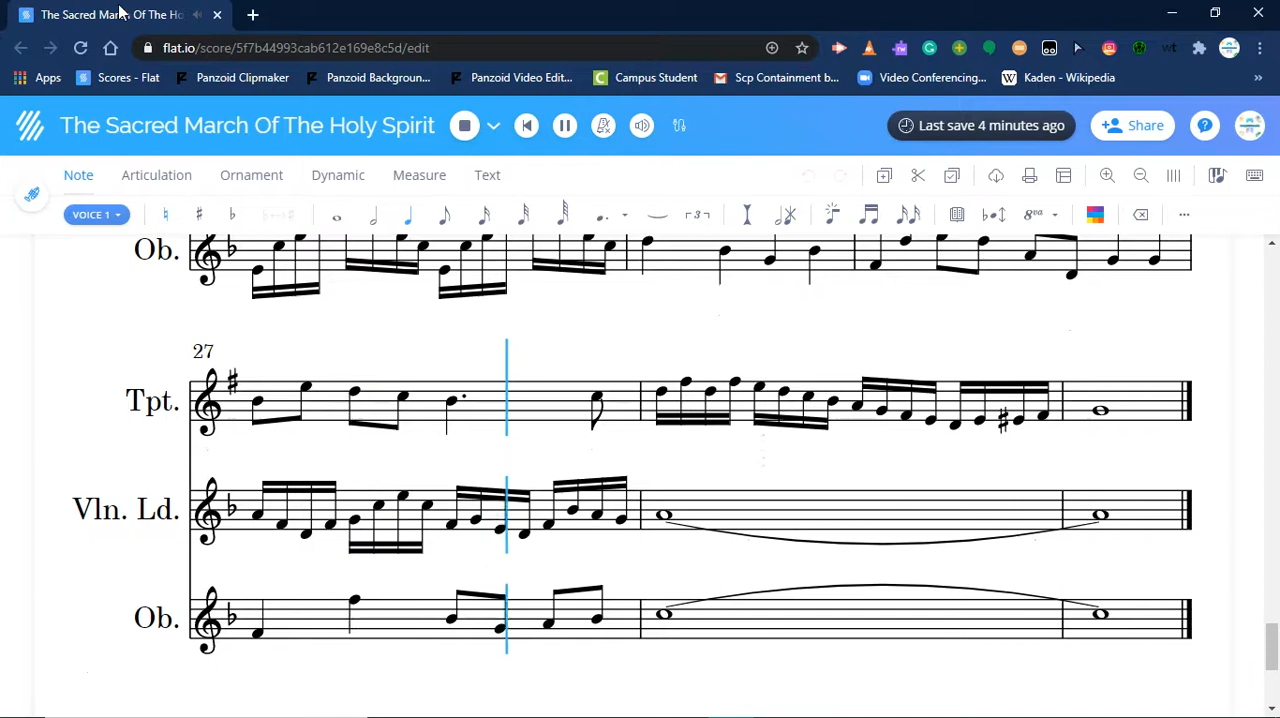 The Sacred March Of The Ho
flat.io/score/5f7b44993cab612e169e8c5d/edit
Apps Scores - Flat Panzoid Clipmaker Panzoid Backgroun... Panzoid Video Edit... Campus Student Scp Containment b... Video Conferencing... Kaden - Wikipedia »
The Sacred March Of The Holy Spirit Last save 4 minutes ago Share
Note Articulation Ornament Dynamic Measure Text
VOICE 1 3 8va
Ob.
27
Tpt.
Vln. Ld.
Ob.